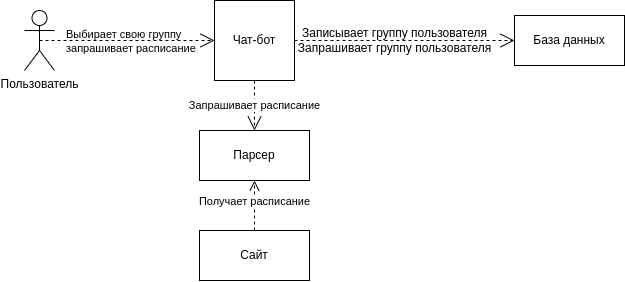 Выбирает свою группу
запрашивает расписание
Пользователь
Чат-бот
Записывает группу пользователя
Запрашивает группу пользователя
База данных
Запрашивает расписание
Парсер
Получает расписание
Сайт